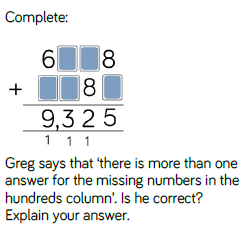 Complete:
6 8
+ 8
9,3 2 5
1 1 1
Greg says that ‘there is more than one
answer for the missing numbers in the
hundreds column’. Is he correct?
Explain your answer.